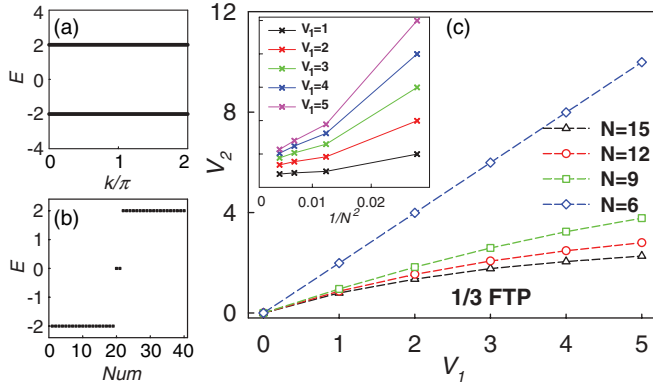 (a)
4
2
0
-2
-4
E
0
1
2
k/π
(b)
2
1
0
-1
-2
E
0
10
20
30
40
Num
(c)
12
8
4
0
V2
0
1
2
3
4
5
V1
V1=1
V1=2
V1=3
V1=4
V1=5
0.00
0.01
0.02
1/N²
N=15
N=12
N=9
N=6
1/3 FTP